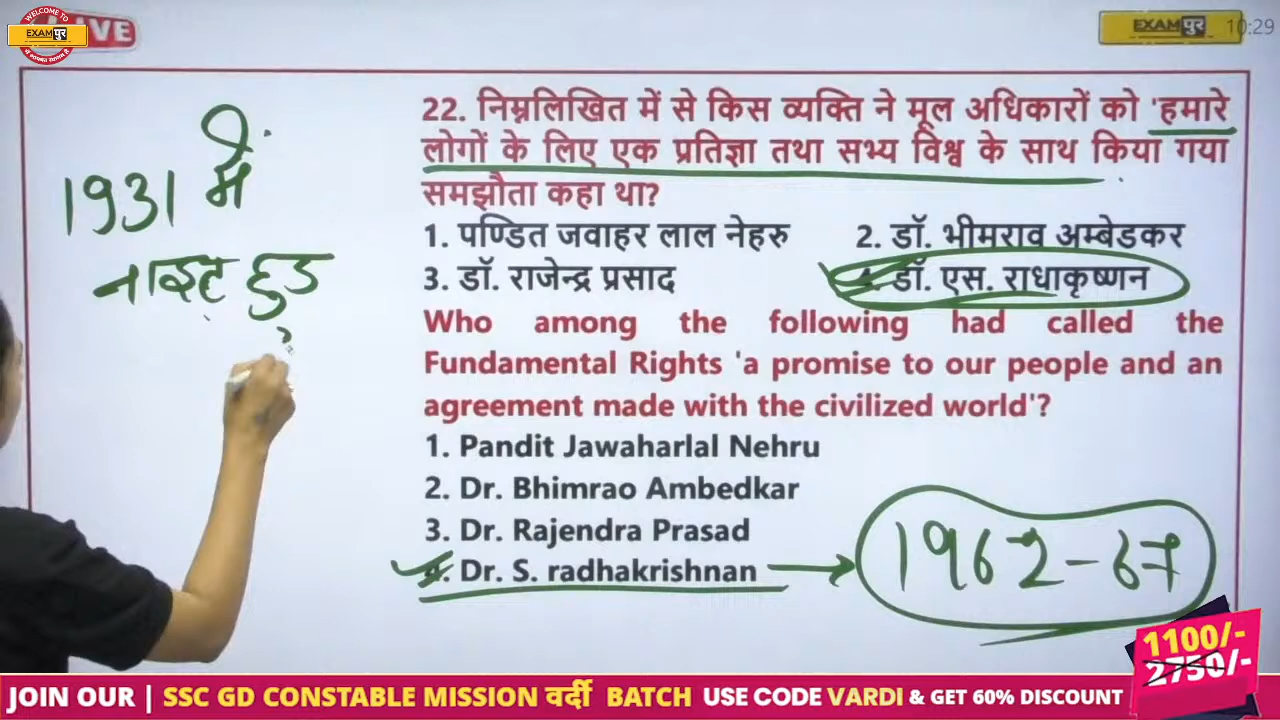 WELCOME TO
EXAMपुर
LIVE
EXAMपुर
10:29
1931 में
नाइट हुड
22. निम्नलिखित में से किस व्यक्ति ने मूल अधिकारों को 'हमारे
लोगों के लिए एक प्रतिज्ञा तथा सभ्य विश्व के साथ किया गया
समझौता कहा था?
1. पण्डित जवाहर लाल नेहरु 2. डॉ. भीमराव अम्बेडकर
3. डॉ. राजेन्द्र प्रसाद 4. डॉ. एस. राधाकृष्णन
Who among the following had called the
Fundamental Rights 'a promise to our people and an
agreement made with the civilized world'?
1. Pandit Jawaharlal Nehru
2. Dr. Bhimrao Ambedkar
3. Dr. Rajendra Prasad
4. Dr. S. radhakrishnan
1962-67
1100/-
2750/-
JOIN OUR | SSC GD CONSTABLE MISSION वर्दी BATCH USE CODE VARDI & GET 60% DISCOUNT